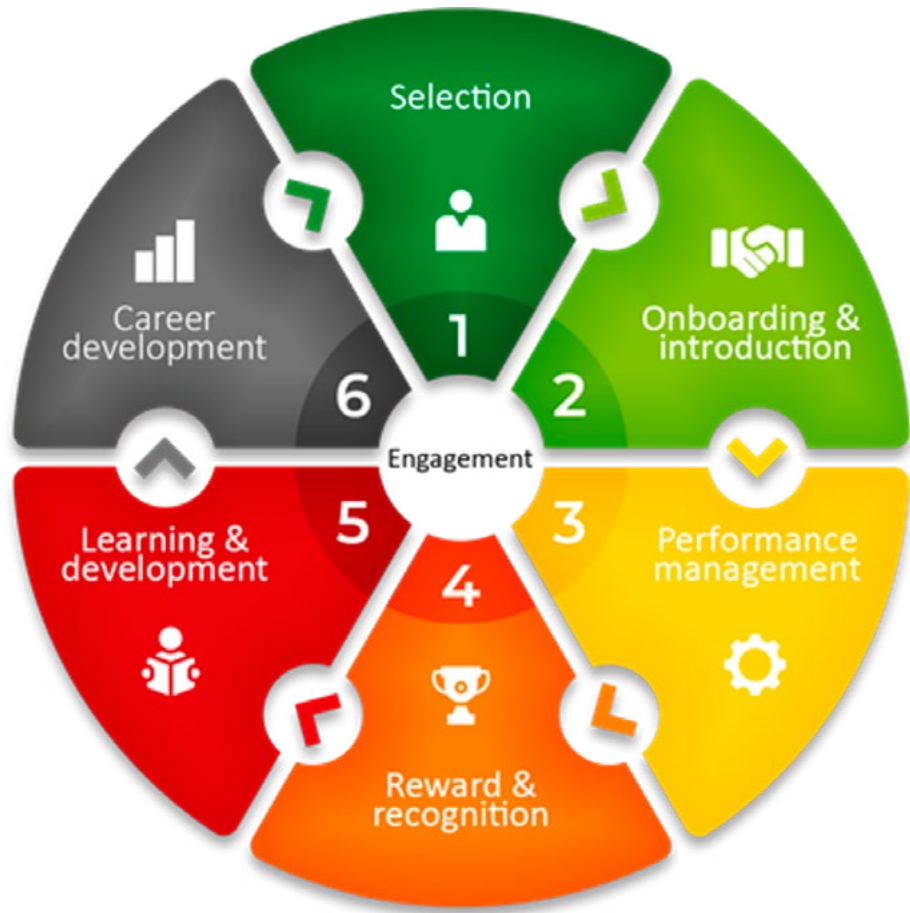 Selection
1
Onboarding &
introduction
2
Performance
management
3
Reward &
recognition
4
Learning &
development
5
Career
development
6
Engagement